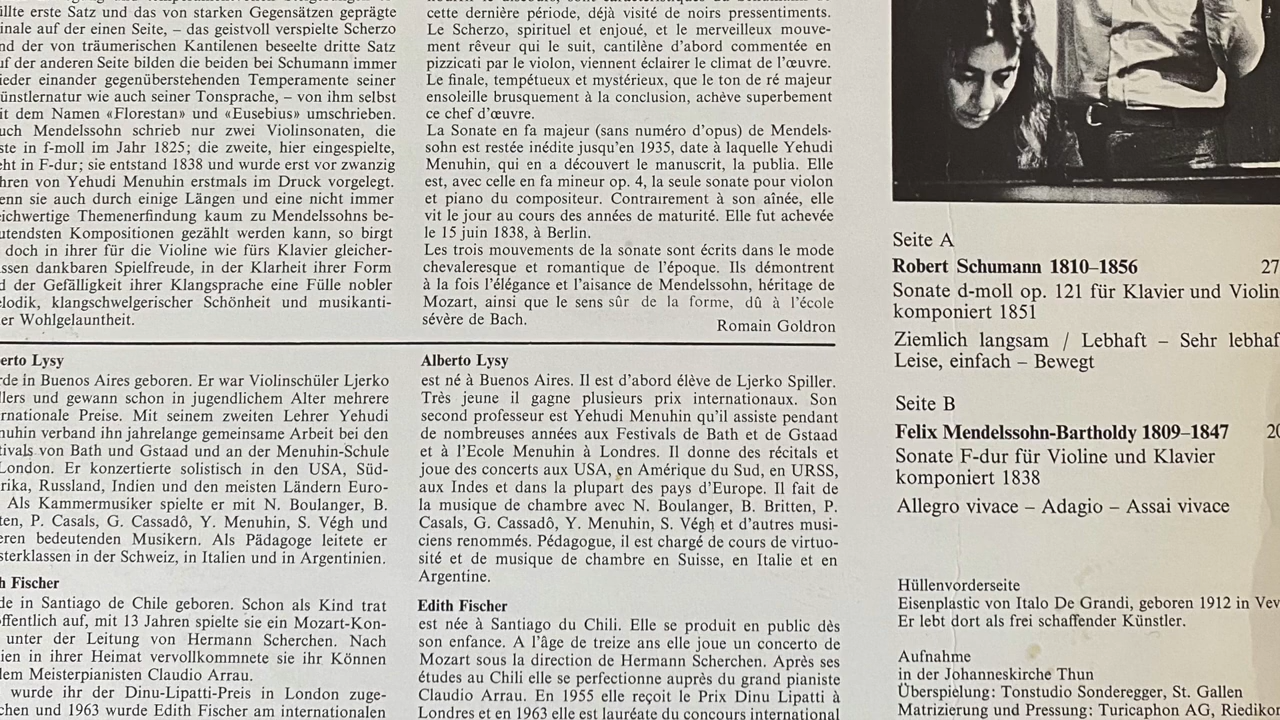 erste Satz und das von starken Gegensätzen geprägte
auf der einen Seite, – das geistvoll verspielte Scherzo
der von träumerischen Kantilenen beseelte dritte Satz
der anderen Seite bilden die beiden bei Schumann immer
einander gegenüberstehenden Temperamente seiner
wie auch seiner Tonsprache, – von ihm selbst
dem Namen «Florestan» und «Eusebius» umschrieben.
Mendelssohn schrieb nur zwei Violinsonaten, die
in f-moll im Jahr 1825; die zweite, hier eingespielte,
in F-dur; sie entstand 1838 und wurde erst vor zwanzig
von Yehudi Menuhin erstmals im Druck vorgelegt.
sie auch durch einige Längen und eine nicht immer
Themenerfindung kaum zu Mendelssohns be-
Kompositionen gezählt werden kann, so birgt
doch in ihrer für die Violine wie fürs Klavier gleicher-
dankbaren Spielfreude, in der Klarheit ihrer Form
der Gefälligkeit ihrer Klangsprache eine Fülle nobler
klangschwelgerischer Schönheit und musikanti-
Wohlgelauntheit.
cette dernière période, déjà visité de noirs pressentiments.
Le Scherzo, spirituel et enjoué, et le merveilleux mouve-
ment rêveur qui le suit, cantilène d'abord commentée en
pizzicati par le violon, viennent éclairer le climat de l'œuvre.
Le finale, tempétueux et mystérieux, que le ton de ré majeur
ensoleille brusquement à la conclusion, achève superbement
ce chef d'œuvre.
La Sonate en fa majeur (sans numéro d'opus) de Mendels-
sohn est restée inédite jusqu'en 1935, date à laquelle Yehudi
Menuhin, qui en a découvert le manuscrit, la publia. Elle
est, avec celle en fa mineur op. 4, la seule sonate pour violon
et piano du compositeur. Contrairement à son aînée, elle
vit le jour au cours des années de maturité. Elle fut achevée
le 15 juin 1838, à Berlin.
Les trois mouvements de la sonate sont écrits dans le mode
chevaleresque et romantique de l'époque. Ils démontrent
à la fois l'élégance et l'aisance de Mendelssohn, héritage de
Mozart, ainsi que le sens sûr de la forme, dû à l'école
sévère de Bach.
Romain Goldron
Lysy
in Buenos Aires geboren. Er war Violinschüler Ljerko
und gewann schon in jugendlichem Alter mehrere
Preise. Mit seinem zweiten Lehrer Yehudi
verband ihn jahrelange gemeinsame Arbeit bei den
von Bath und Gstaad und an der Menuhin-Schule
London. Er konzertierte solistisch in den USA, Süd-
Russland, Indien und den meisten Ländern Euro-
Als Kammermusiker spielte er mit N. Boulanger, B.
P. Casals, G. Cassadô, Y. Menuhin, S. Végh und
bedeutenden Musikern. Als Pädagoge leitete er
in der Schweiz, in Italien und in Argentinien.
Fischer
in Santiago de Chile geboren. Schon als Kind trat
auf, mit 13 Jahren spielte sie ein Mozart-Kon-
unter der Leitung von Hermann Scherchen. Nach
in ihrer Heimat vervollkommnete sie ihr Können
Meisterpianisten Claudio Arrau.
wurde ihr der Dinu-Lipatti-Preis in London zuge-
und 1963 wurde Edith Fischer am internationalen
Alberto Lysy
est né à Buenos Aires. Il est d'abord élève de Ljerko Spiller.
Très jeune il gagne plusieurs prix internationaux. Son
second professeur est Yehudi Menuhin qu'il assiste pendant
de nombreuses années aux Festivals de Bath et de Gstaad
et à l'Ecole Menuhin à Londres. Il donne des récitals et
joue des concerts aux USA, en Amérique du Sud, en URSS,
aux Indes et dans la plupart des pays d'Europe. Il fait de
la musique de chambre avec N. Boulanger, B. Britten, P.
Casals, G. Cassadô, Y. Menuhin, S. Végh et d'autres musi-
ciens renommés. Pédagogue, il est chargé de cours de virtuo-
sité et de musique de chambre en Suisse, en Italie et en
Argentine.
Edith Fischer
est née à Santiago du Chili. Elle se produit en public dès
son enfance. A l'âge de treize ans elle joue un concerto de
Mozart sous la direction de Hermann Scherchen. Après ses
études au Chili elle se perfectionne auprès du grand pianiste
Claudio Arrau. En 1955 elle reçoit le Prix Dinu Lipatti à
Londres et en 1963 elle est lauréate du concours international
Seite A
Robert Schumann 1810–1856 27
Sonate d-moll op. 121 für Klavier und Violin
komponiert 1851
Ziemlich langsam / Lebhaft – Sehr lebhaf
Leise, einfach – Bewegt
Seite B
Felix Mendelssohn-Bartholdy 1809–1847 20
Sonate F-dur für Violine und Klavier
komponiert 1838
Allegro vivace – Adagio – Assai vivace
Hüllenvorderseite
Eisenplastic von Italo De Grandi, geboren 1912 in Vev
Er lebt dort als frei schaffender Künstler.
Aufnahme
in der Johanneskirche Thun
Überspielung: Tonstudio Sonderegger, St. Gallen
Matrizierung und Pressung: Turicaphon AG, Riedikon